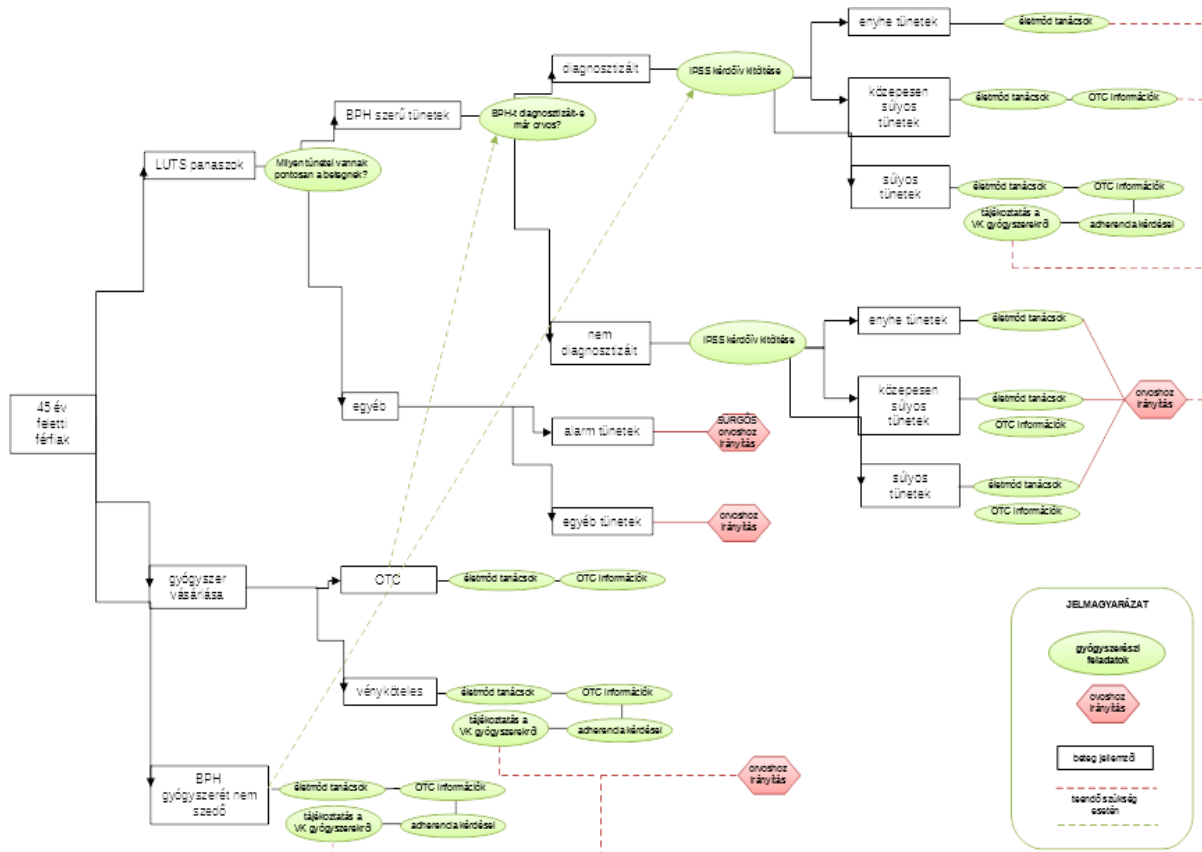 enyhe tünetek
életmód tanácsok
diagnosztizált
IPSS kérdőív kitöltése
közepesen
súlyos
tünetek
életmód tanácsok
OTC információk
BPH szerű tünetek
BPH-t diagnosztizált-e
már orvos?
LUTS panaszok
Milyen tünetei vannak
pontosan a betegnek?
súlyos
tünetek
életmód tanácsok
OTC információk
tájékoztatás a
VK gyógyszerekről
adherencia kérdései
nem
diagnosztizált
IPSS kérdőív kitöltése
enyhe tünetek
életmód tanácsok
közepesen
súlyos
tünetek
életmód tanácsok
OTC információk
orvoshoz
irányítás
súlyos
tünetek
életmód tanácsok
OTC információk
45 év
feletti
férfiak
egyéb
alarm tünetek
SÜRGŐS
orvoshoz
irányítás
egyéb tünetek
orvoshoz
irányítás
gyógyszer
vásárlása
OTC
életmód tanácsok
OTC információk
vényköteles
életmód tanácsok
OTC információk
tájékoztatás a
VK gyógyszerekről
adherencia kérdései
orvoshoz
irányítás
BPH
gyógyszerét nem
szedő
életmód tanácsok
OTC információk
tájékoztatás a
VK gyógyszerekről
adherencia kérdései
JELMAGYARÁZAT
gyógyszerészi
feladatok
ovoshoz
irányítás
beteg jellemzői
teendő szükség
esetén